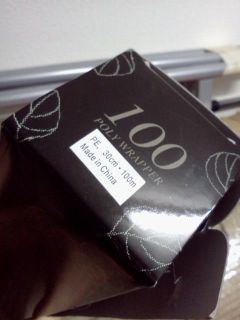 100
POLY WRAPPER
PE. 30cm・100m
Made in China